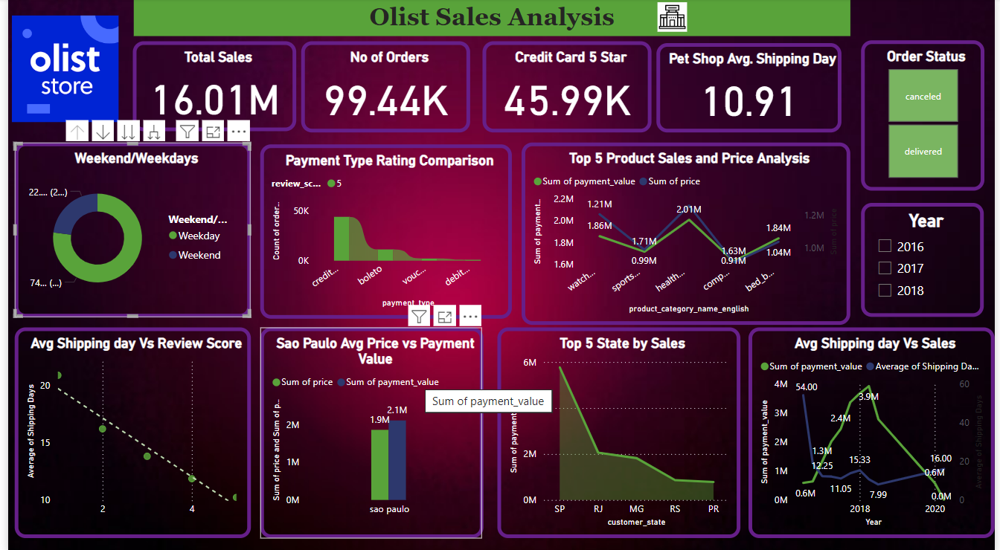 Olist Sales Analysis
olist
store
Total Sales
16.01M
No of Orders
99.44K
Credit Card 5 Star
45.99K
Pet Shop Avg. Shipping Day
10.91
Order Status
canceled
delivered
Weekend/Weekdays
22.... (2...)
74... (...)
Weekend/...
Weekday
Weekend
Payment Type Rating Comparison
review_sc...
5
Count of order...
50K
0K
credit...
boleto
vouc...
debit...
payment_type
Top 5 Product Sales and Price Analysis
Sum of payment_value
Sum of price
Sum of payment...
2.2M
2.0M
1.8M
1.6M
1.21M
1.86M
1.71M
0.99M
2.01M
1.63M
0.91M
1.84M
1.04M
1.2M
1.0M
Sum of price
watch...
sports...
health...
comp...
bed_b...
product_category_name_english
Year
2016
2017
2018
Avg Shipping day Vs Review Score
Average of Shipping Days
20
15
10
2
4
Sao Paulo Avg Price vs Payment
Value
Sum of price
Sum of payment_value
Sum of price and Sum of p...
2M
1M
0M
1.9M
2.1M
sao paulo
Sum of payment_value
Top 5 State by Sales
6M
2M
0M
SP
RJ
MG
RS
PR
customer_state
Avg Shipping day Vs Sales
Sum of payment_value
Average of Shipping Da...
Sum of payment_value
4M
3M
2M
1M
0M
54.00
0.6M
1.3M
12.25
2.4M
11.05
15.33
3.9M
7.99
16.00
0.6M
0.0M
60
40
20
0
Average of Shipping Days
2018
2020
Year